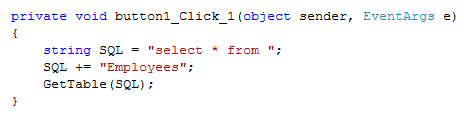 private void button1_Click_1(object sender, EventArgs e)
{
    string SQL = "select * from ";
    SQL += "Employees";
    GetTable(SQL);
}